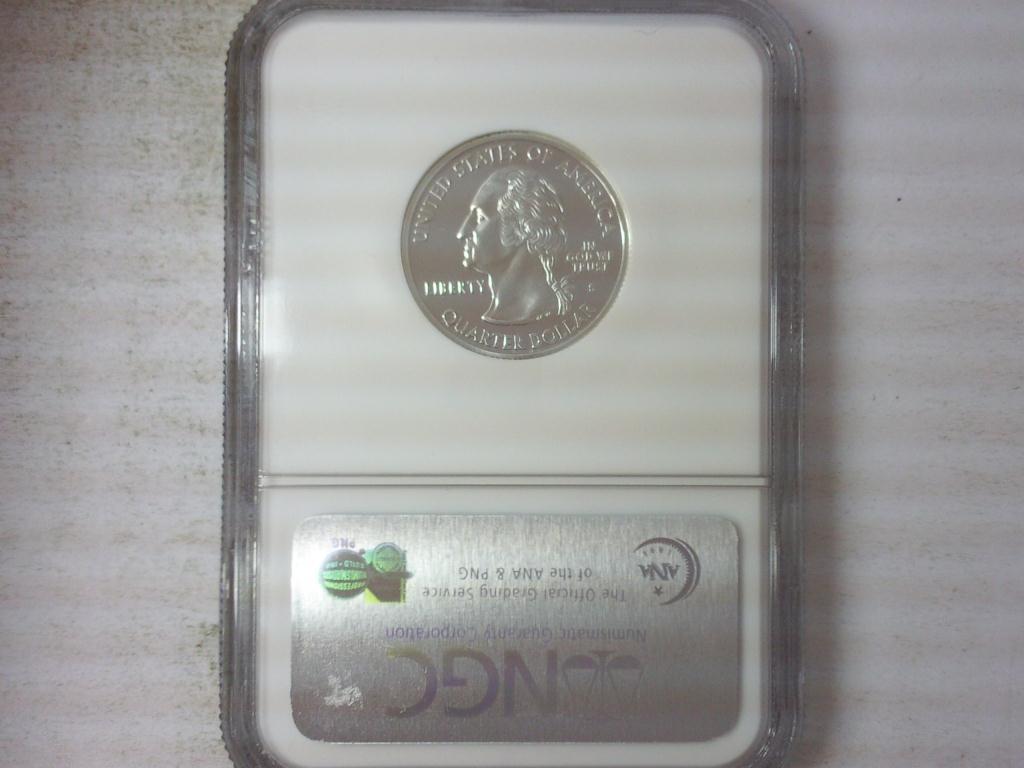 UNITED STATES OF AMERICA
IN
GOD WE
TRUST
LIBERTY
S
QUARTER DOLLAR
NGC
Numismatic Guaranty Corporation
The Official Grading Service
of the ANA & PNG
ANA
PNG